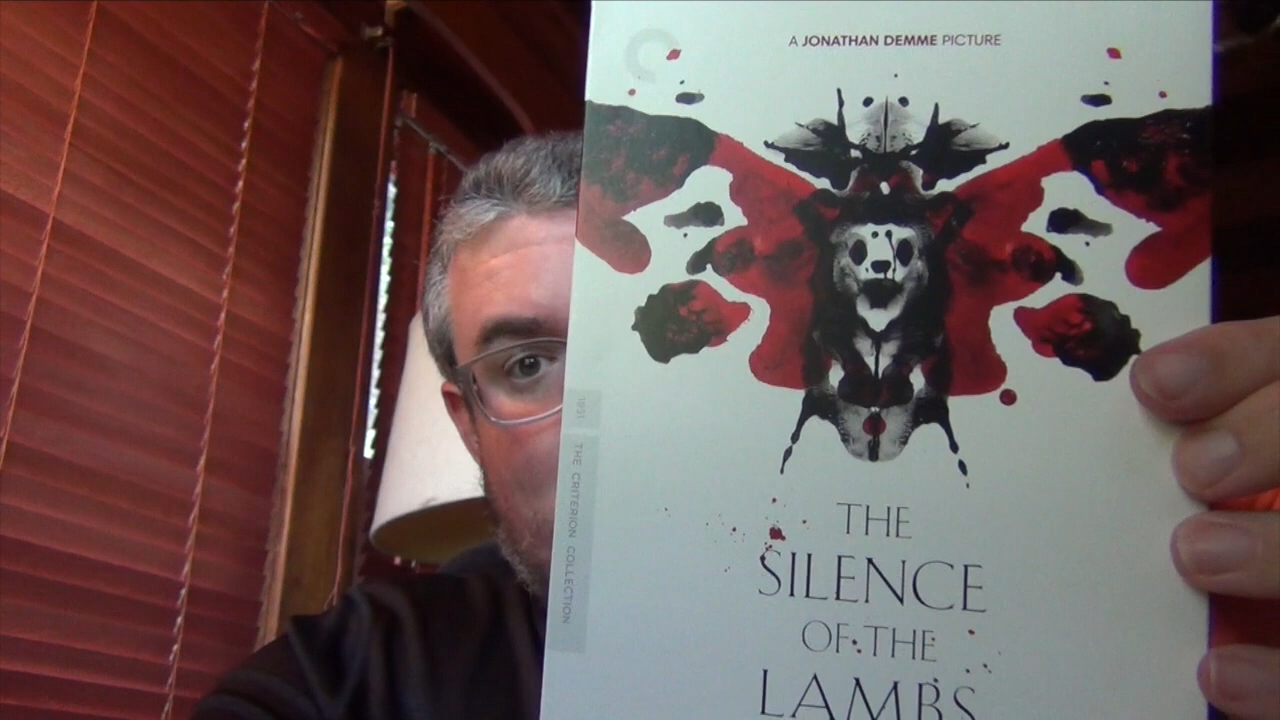 A JONATHAN DEMME PICTURE
THE
SILENCE
OF THE
LAMBS
1991
THE CRITERION COLLECTION